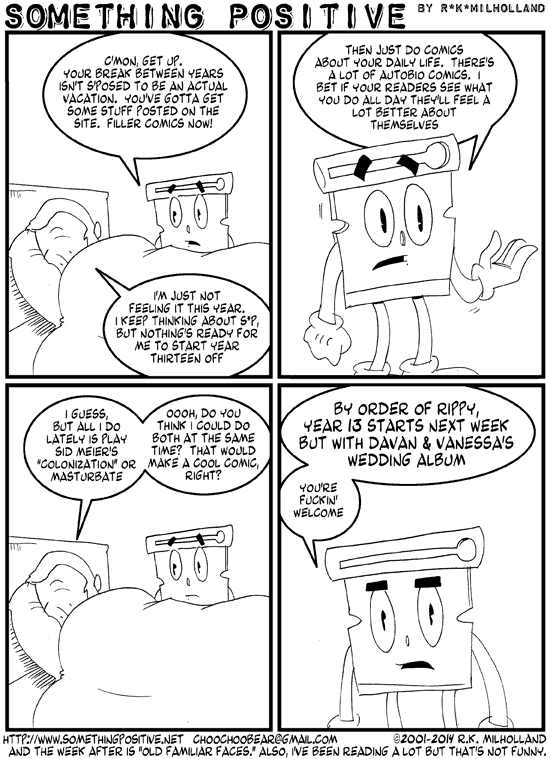 SOMETHING POSITIVE BY R*K*MILHOLLAND
C'MON, GET UP.
YOUR BREAK BETWEEN YEARS
ISN'T S'POSED TO BE AN ACTUAL
VACATION. YOU'VE GOTTA GET
SOME STUFF POSTED ON THE
SITE. FILLER COMICS NOW!
I'M JUST NOT
FEELING IT THIS YEAR.
I KEEP THINKING ABOUT S*P,
BUT NOTHING'S READY FOR
ME TO START YEAR
THIRTEEN OFF
THEN JUST DO COMICS
ABOUT YOUR DAILY LIFE. THERE'S
A LOT OF AUTOBIO COMICS. I
BET IF YOUR READERS SEE WHAT
YOU DO ALL DAY THEY'LL FEEL A
LOT BETTER ABOUT
THEMSELVES
I GUESS,
BUT ALL I DO
LATELY IS PLAY
SID MEIER'S
"COLONIZATION" OR
MASTURBATE
OOOH, DO YOU
THINK I COULD DO
BOTH AT THE SAME
TIME? THAT WOULD
MAKE A COOL COMIC,
RIGHT?
BY ORDER OF RIPPY,
YEAR 13 STARTS NEXT WEEK
BUT WITH DAVAN & VANESSA'S
WEDDING ALBUM
YOU'RE
FUCKIN'
WELCOME
HTTP://WWW.SOMETHINGPOSITIVE.NET CHOOCHOOBEAR@GMAIL.COM ©2001-2014 R.K. MILHOLLAND
AND THE WEEK AFTER IS "OLD FAMILIAR FACES." ALSO, I'VE BEEN READING A LOT BUT THAT'S NOT FUNNY.